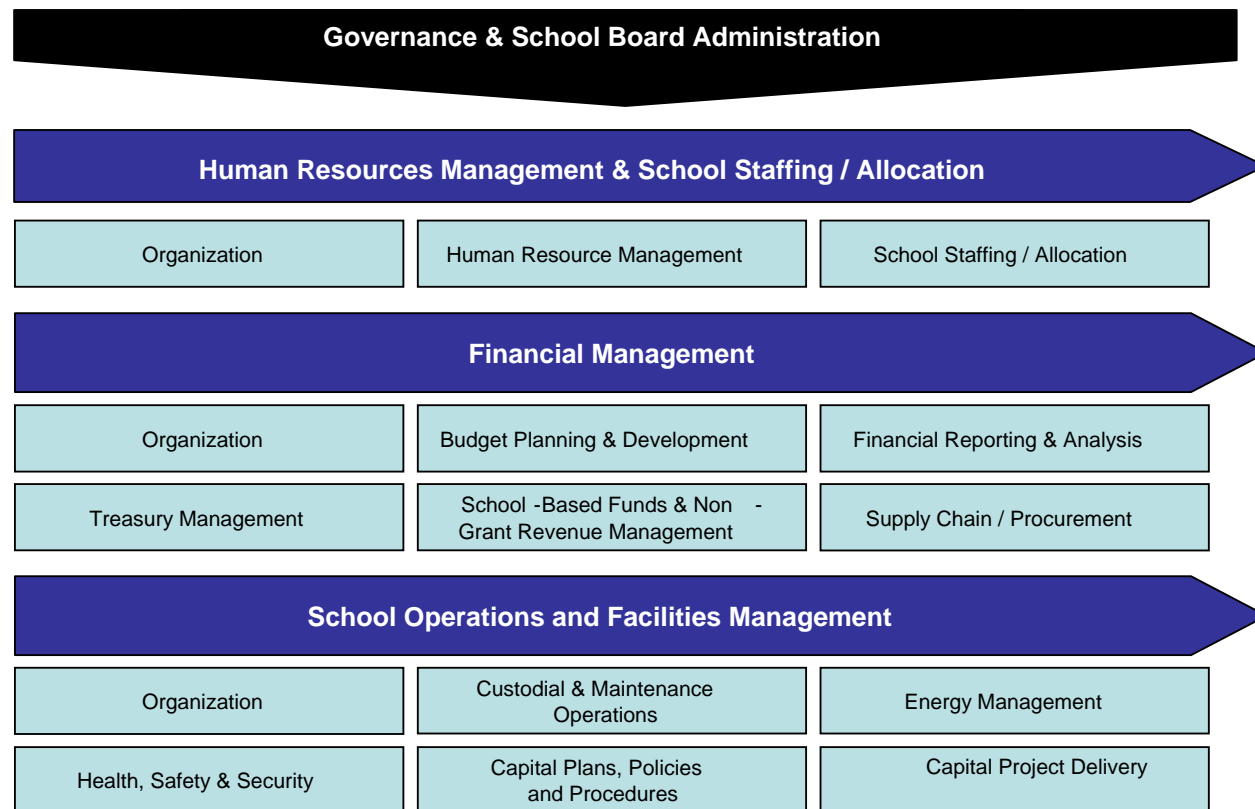 Governance & School Board Administration
Human Resources Management & School Staffing / Allocation
Organization
Human Resource Management
School Staffing / Allocation
Financial Management
Organization
Budget Planning & Development
Financial Reporting & Analysis
Treasury Management
School -Based Funds & Non -
Grant Revenue Management
Supply Chain / Procurement
School Operations and Facilities Management
Organization
Custodial & Maintenance
Operations
Energy Management
Health, Safety & Security
Capital Plans, Policies
and Procedures
Capital Project Delivery